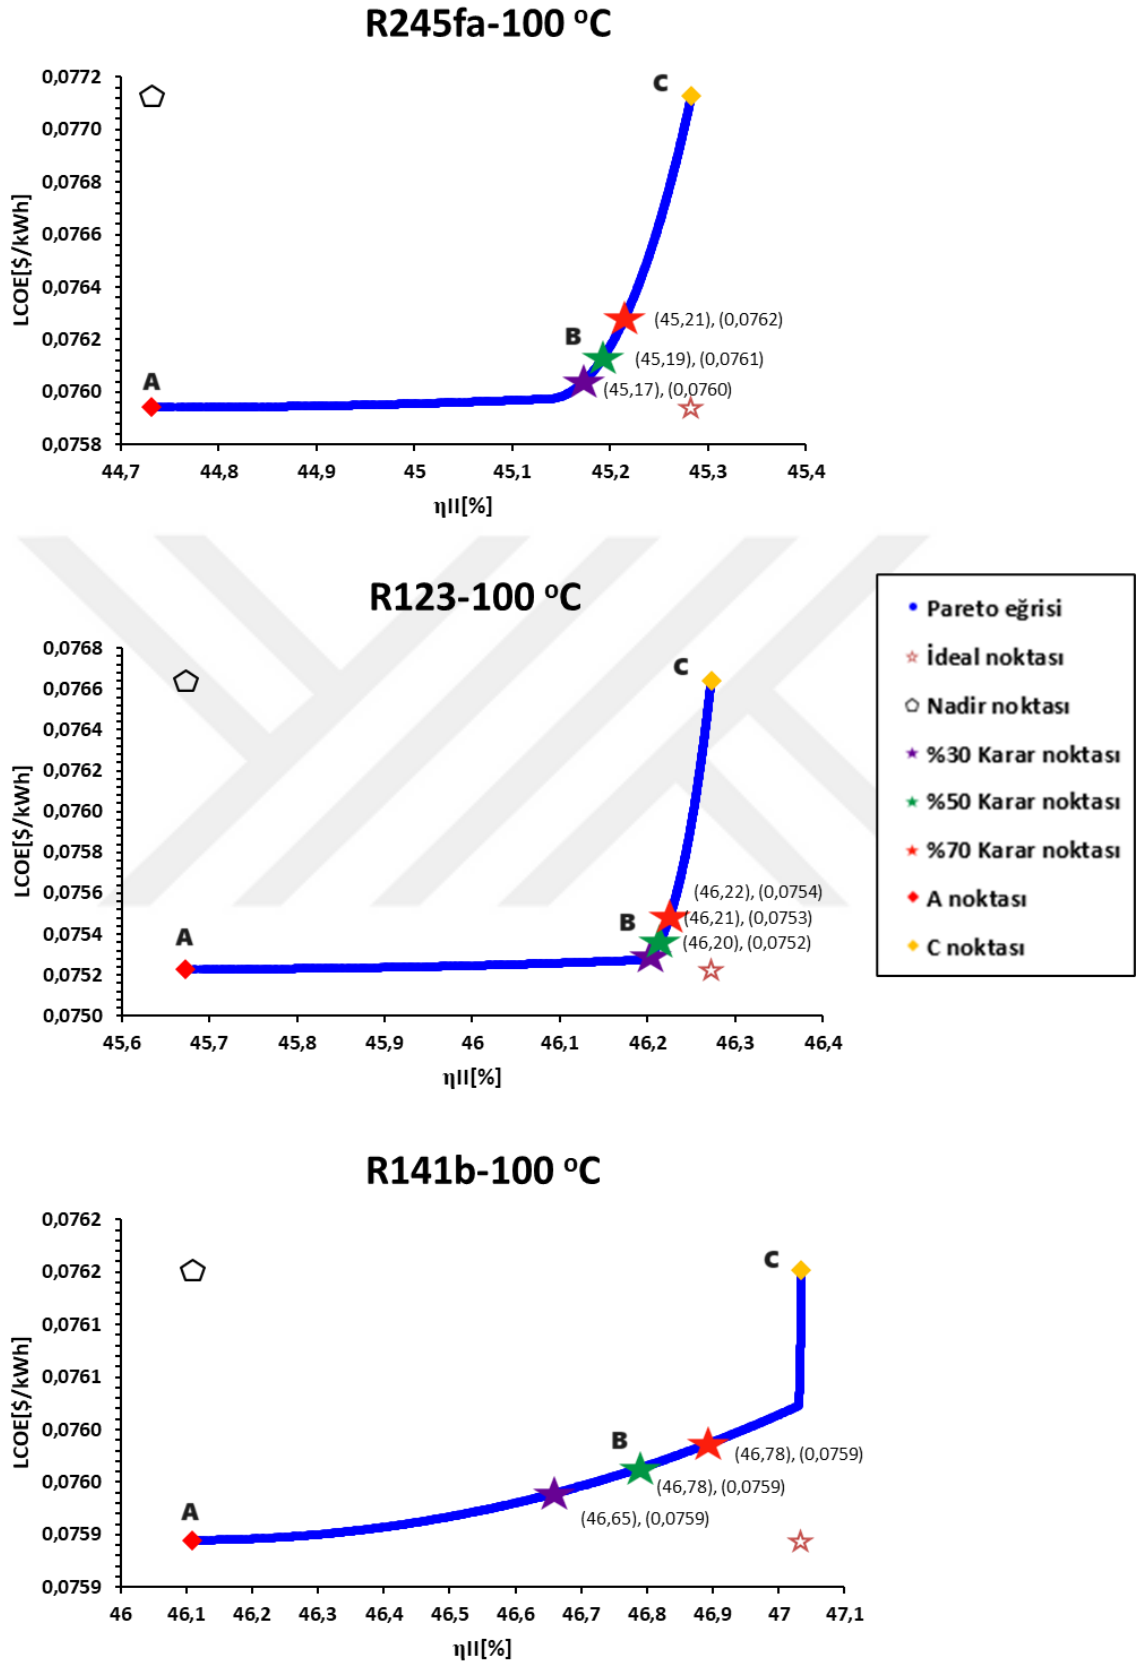 R245fa-100 °C
0,0772
0,0770
0,0768
0,0766
0,0764
0,0762
0,0760
0,0758
LCOE[$/kWh]
C
B
A
(45,21), (0,0762)
(45,19), (0,0761)
(45,17), (0,0760)
44,7 44,8 44,9 45 45,1 45,2 45,3 45,4
ηII[%]
R123-100 °C
0,0768
0,0766
0,0764
0,0762
0,0760
0,0758
0,0756
0,0754
0,0752
0,0750
LCOE[$/kWh]
C
B
A
(46,22), (0,0754)
(46,21), (0,0753)
(46,20), (0,0752)
45,6 45,7 45,8 45,9 46 46,1 46,2 46,3 46,4
ηII[%]
Pareto eğrisi
İdeal noktası
Nadir noktası
%30 Karar noktası
%50 Karar noktası
%70 Karar noktası
A noktası
C noktası
R141b-100 °C
0,0762
0,0762
0,0761
0,0761
0,0760
0,0760
0,0759
0,0759
LCOE[$/kWh]
C
B
A
(46,78), (0,0759)
(46,78), (0,0759)
(46,65), (0,0759)
46 46,1 46,2 46,3 46,4 46,5 46,6 46,7 46,8 46,9 47 47,1
ηII[%]